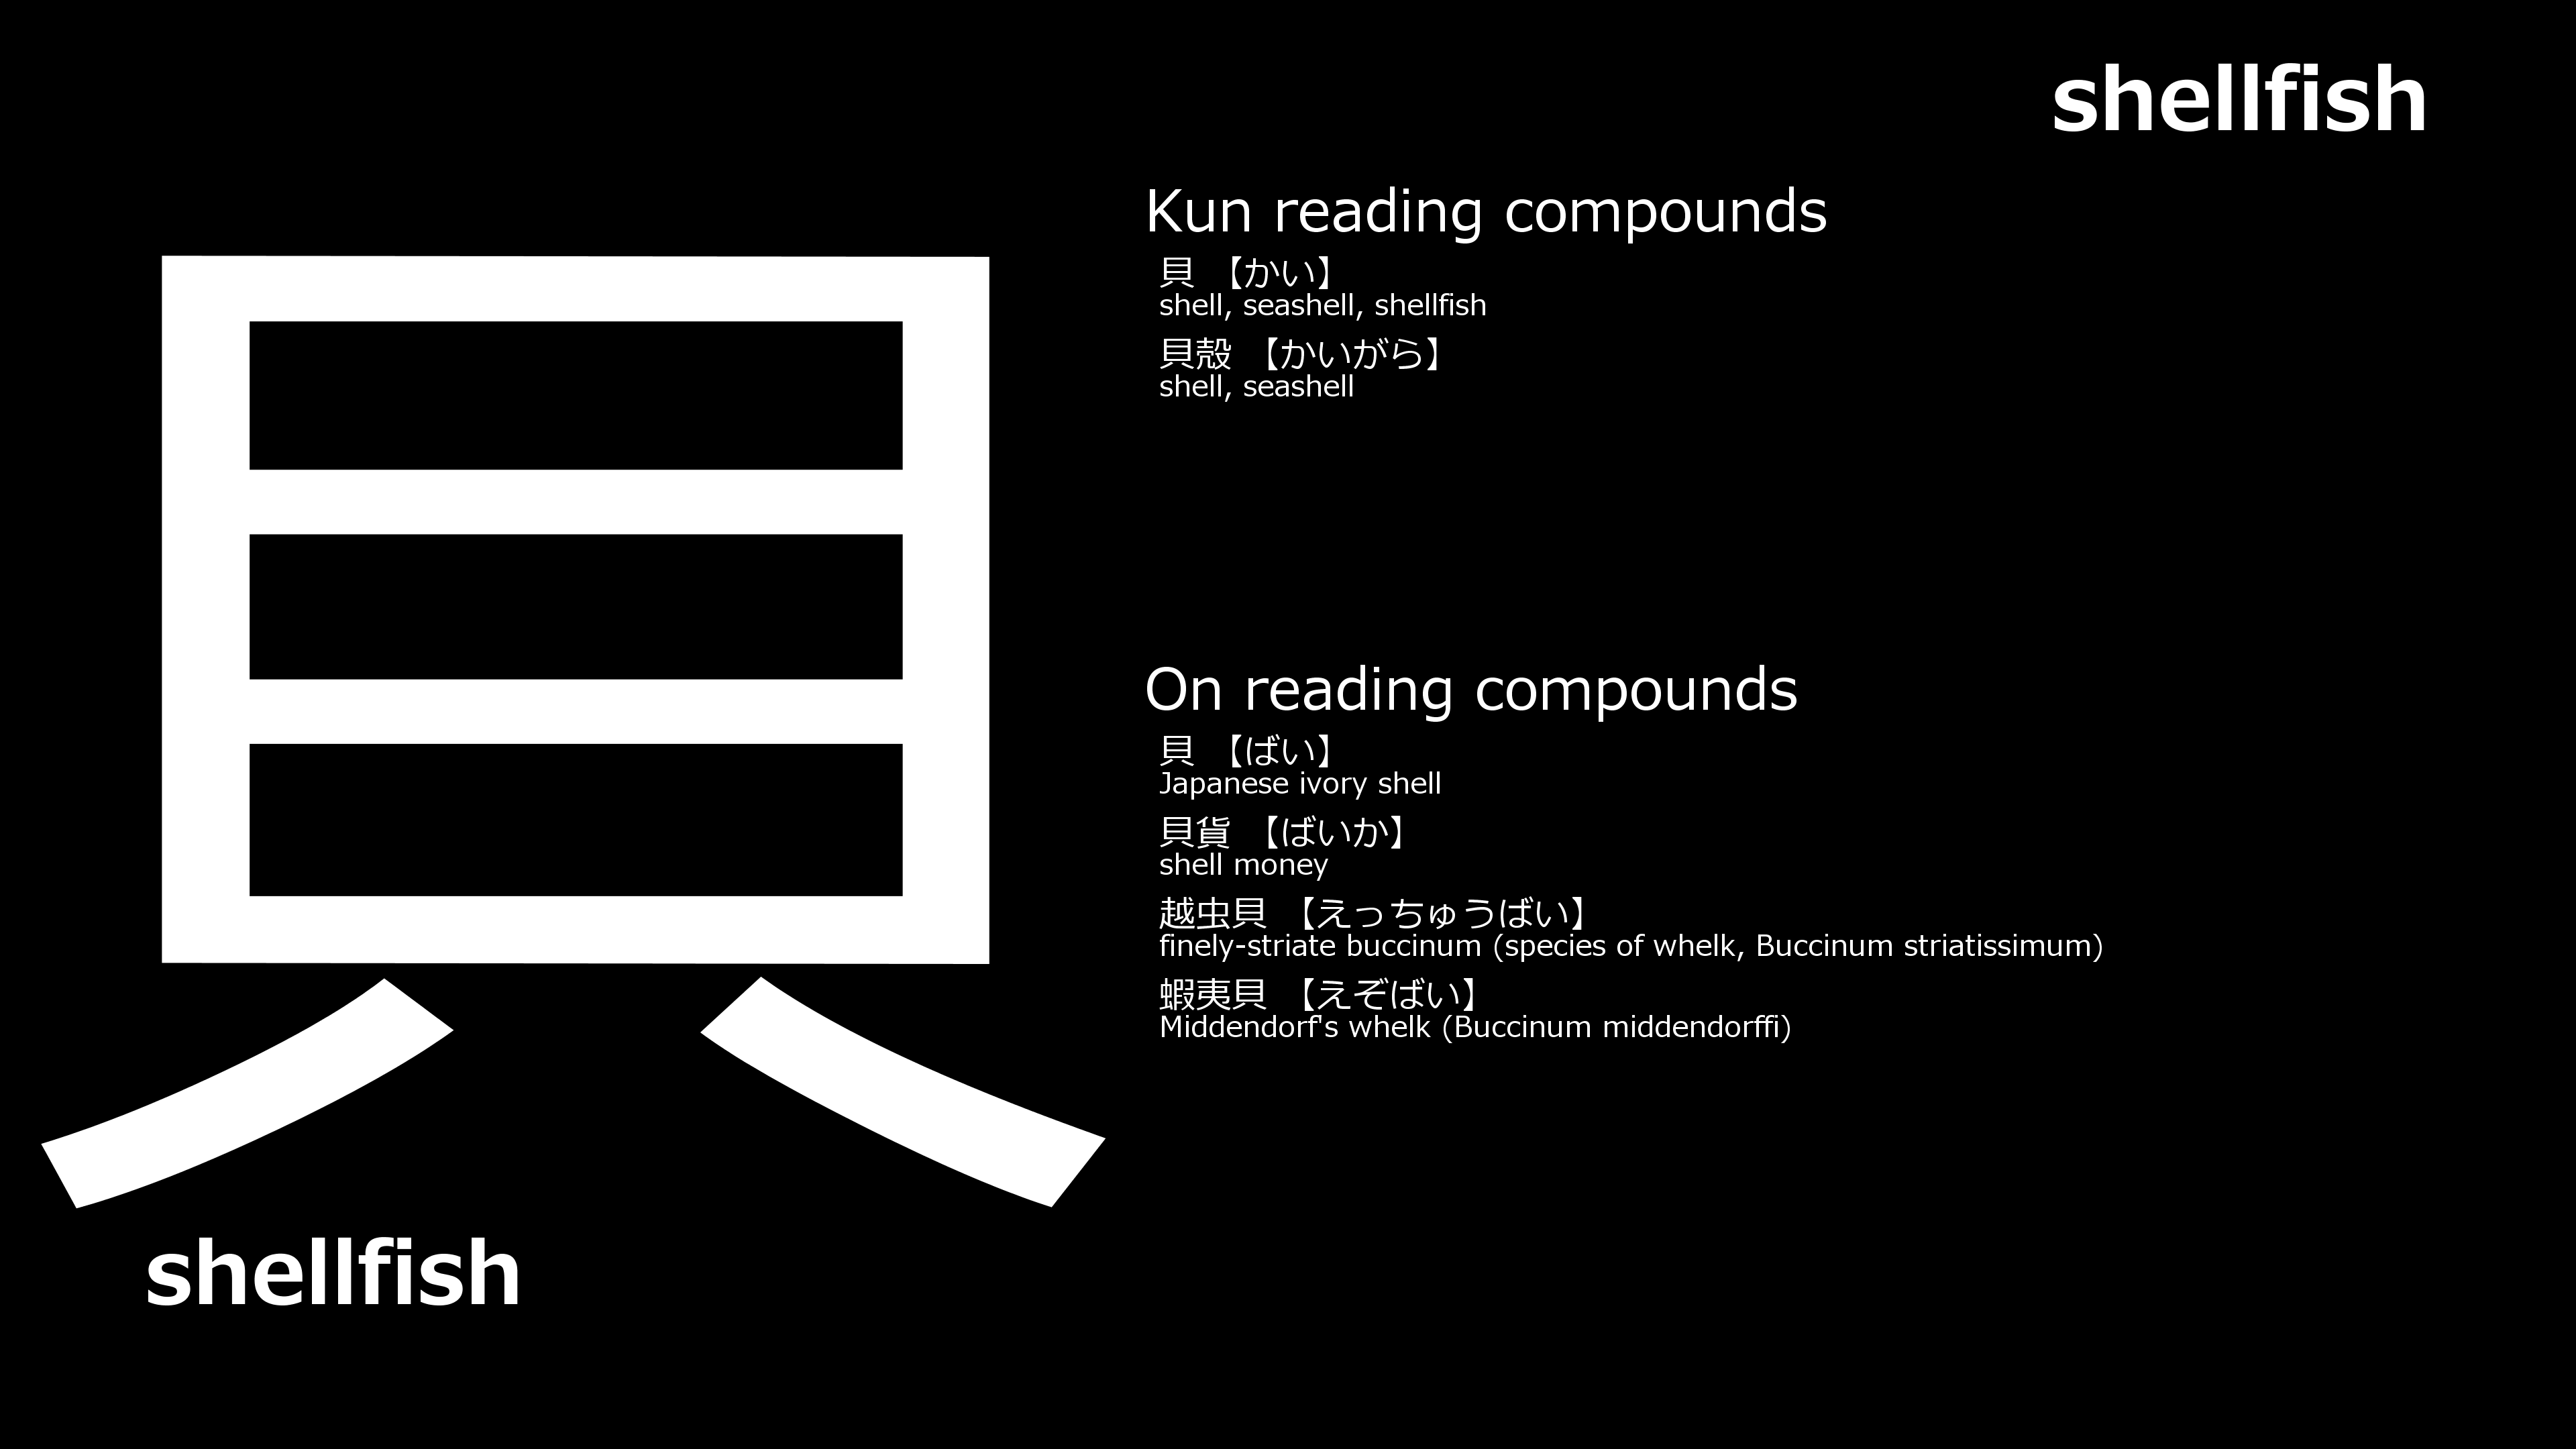 shellfish
貝
shellfish
Kun reading compounds
貝 【かい】
shell, seashell, shellfish
貝殻 【かいがら】
shell, seashell
On reading compounds
貝 【ばい】
Japanese ivory shell
貝貨 【ばいか】
shell money
越虫貝 【えっちゅうばい】
finely-striate buccinum (species of whelk, Buccinum striatissimum)
蝦夷貝 【えぞばい】
Middendorf's whelk (Buccinum middendorffi)